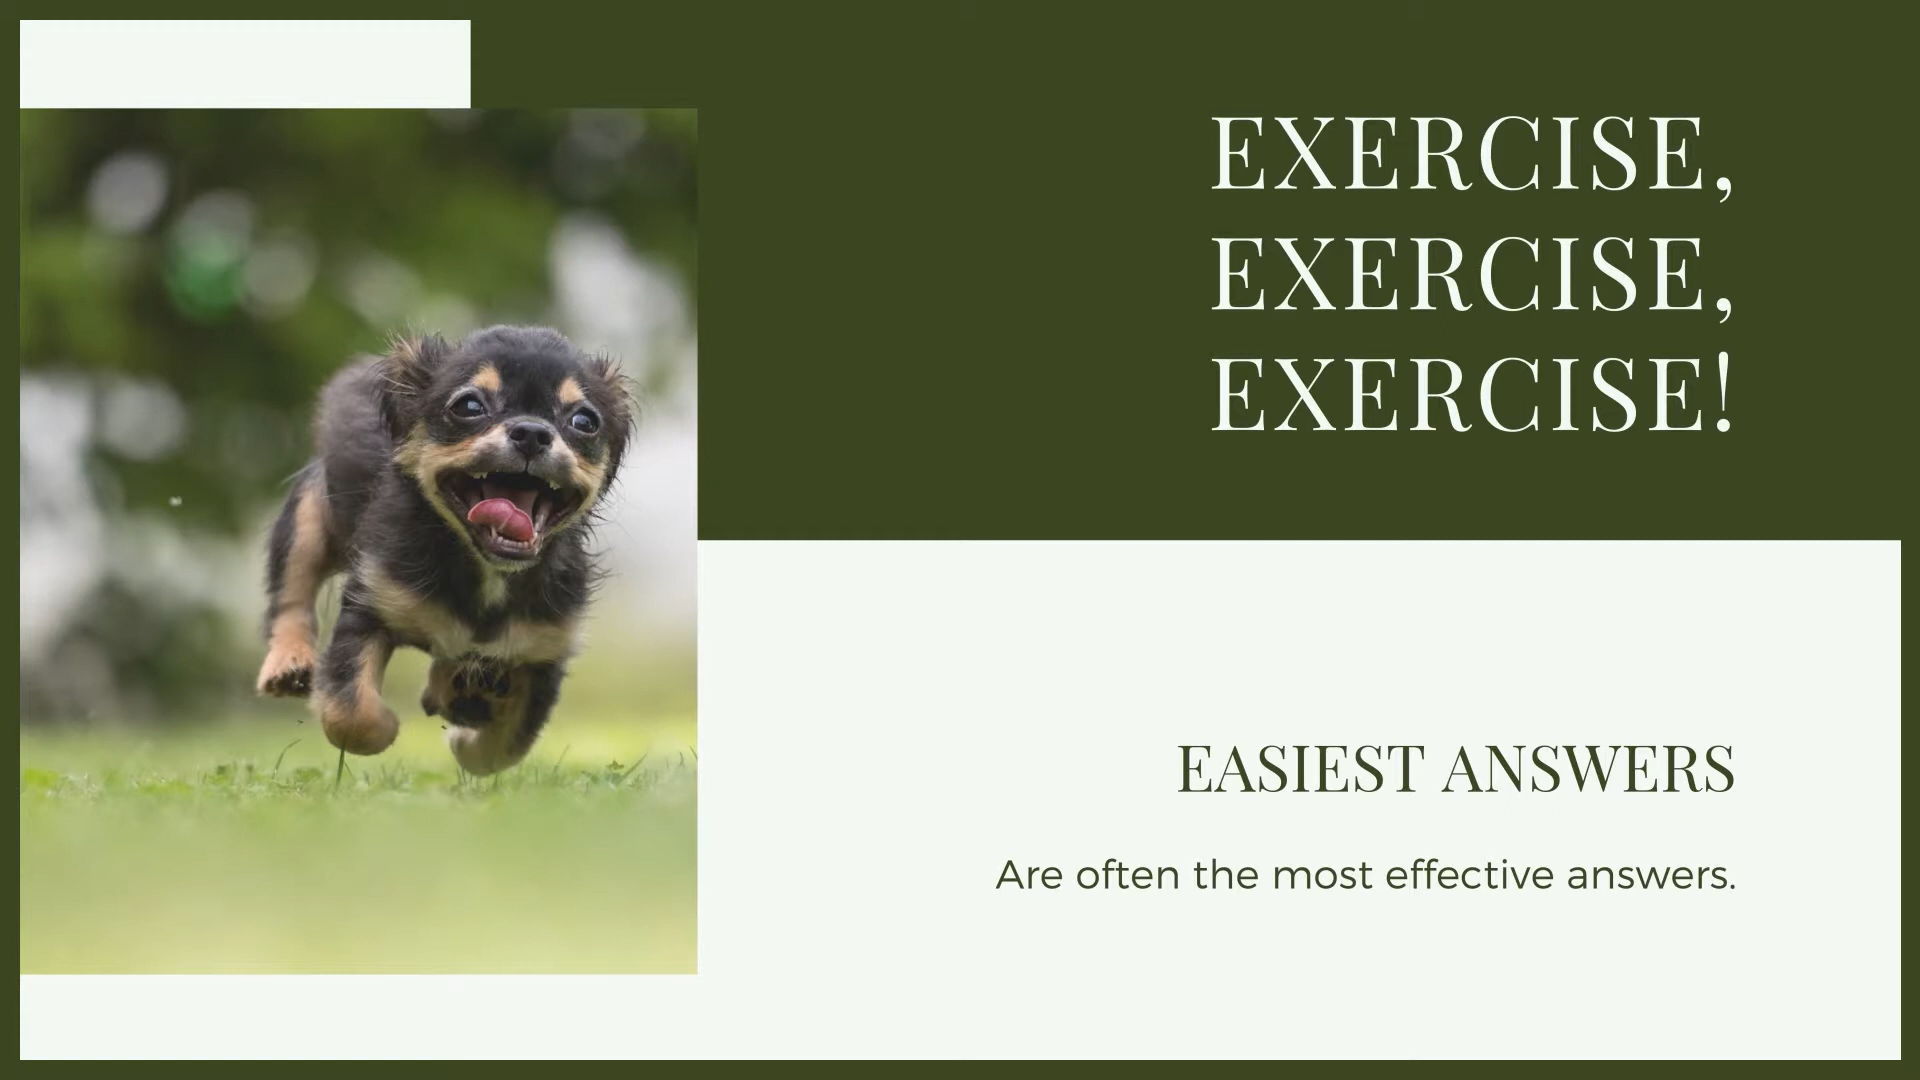 EXERCISE,
EXERCISE,
EXERCISE!
EASIEST ANSWERS
Are often the most effective answers.